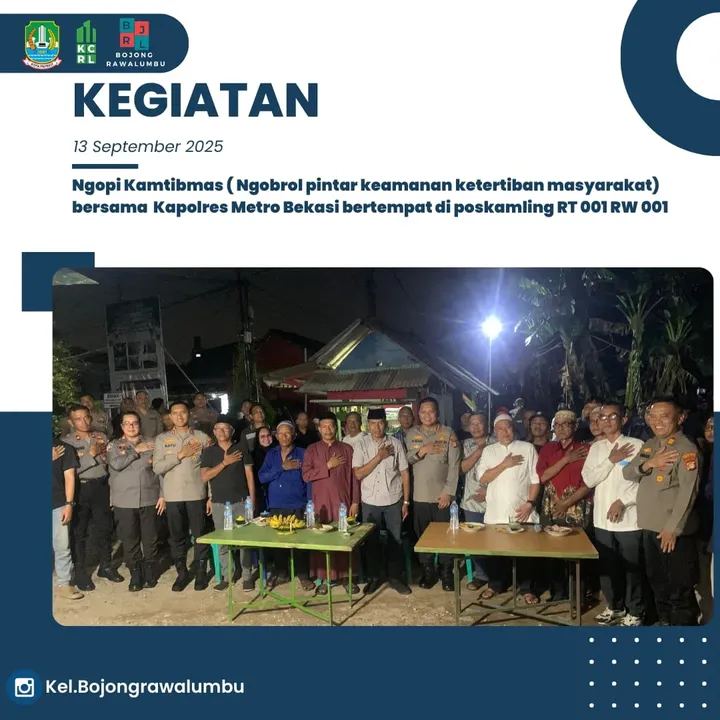 KCRL
BRJL
BOJONG
RAWALUMBU
KEGIATAN
13 September 2025
Ngopi Kamtibmas ( Ngobrol pintar keamanan ketertiban masyarakat)
bersama Kapolres Metro Bekasi bertempat di poskamling RT 001 RW 001
Kel.Bojongrawalumbu